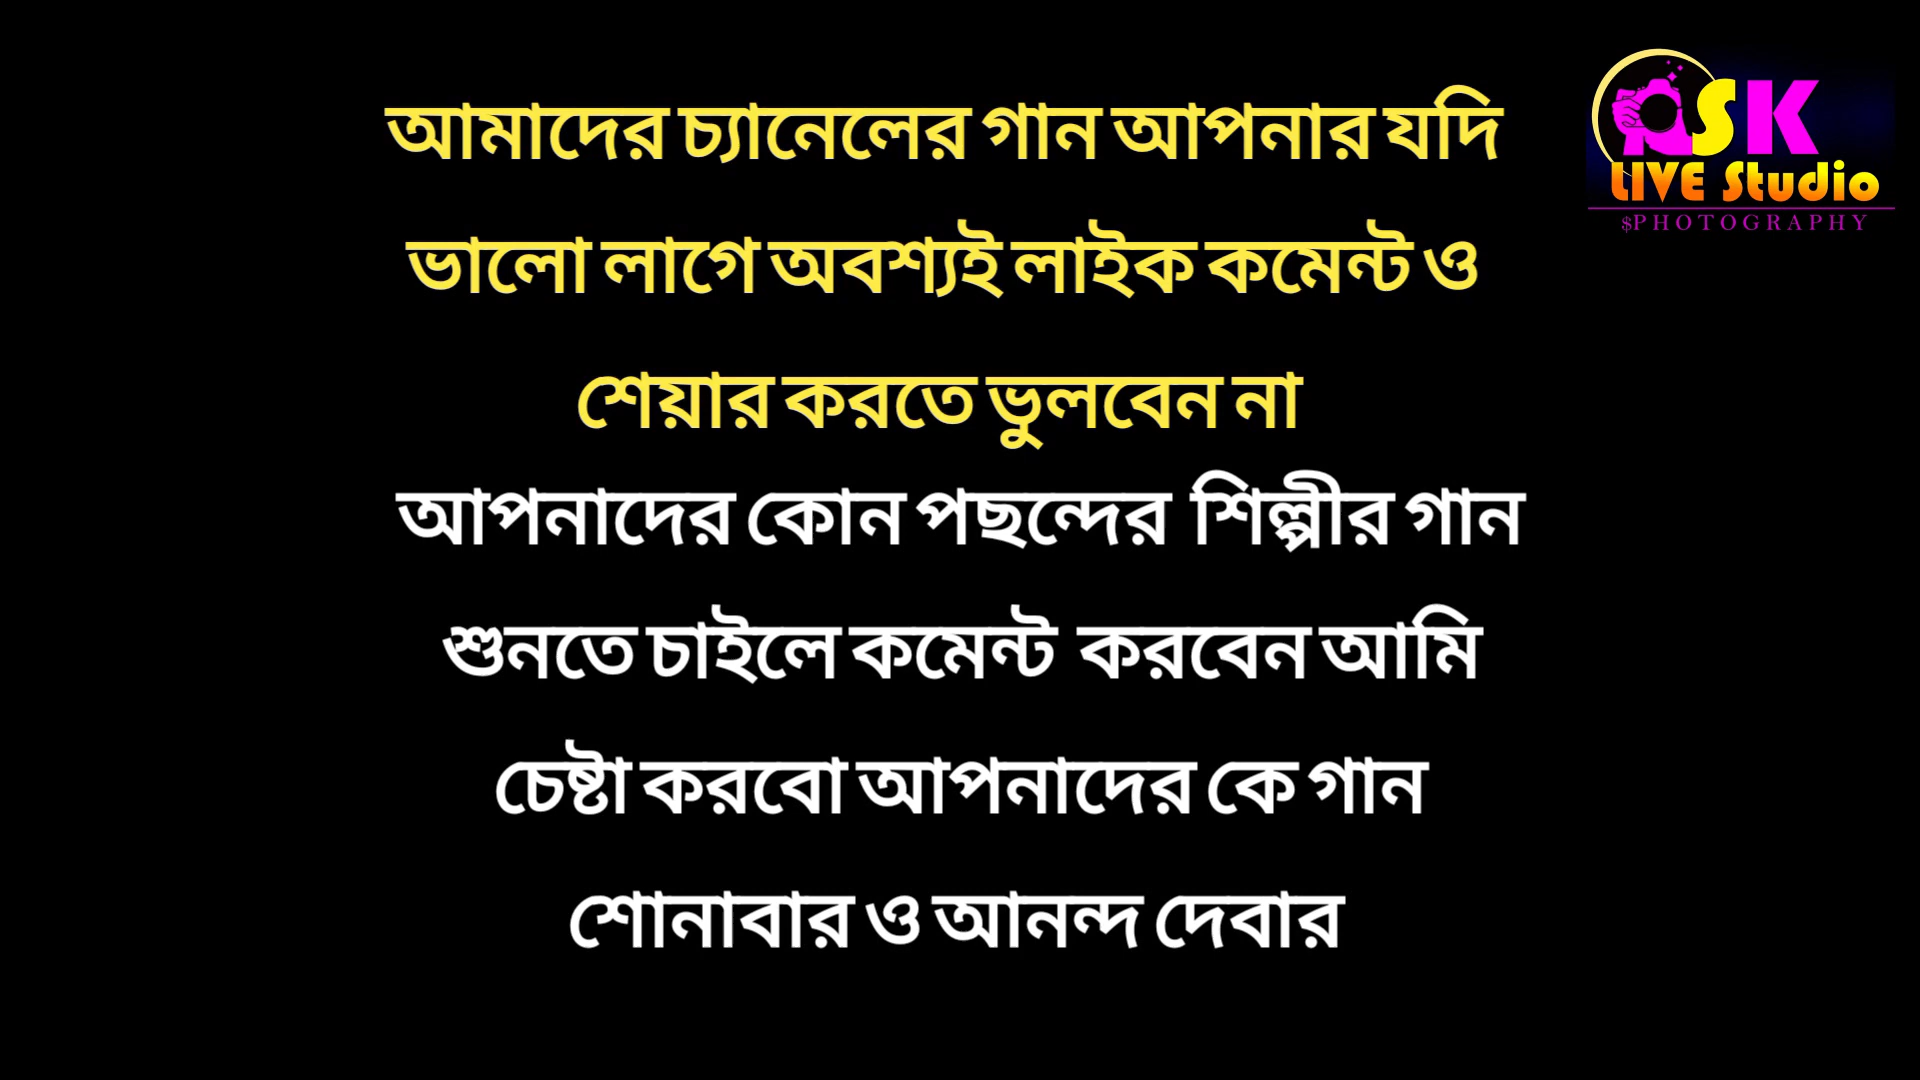 আমাদের চ্যানেলের গান আপনার যদি
ভালো লাগে অবশ্যই লাইক কমেন্ট ও
শেয়ার করতে ভুলবেন না
আপনাদের কোন পছন্দের শিল্পীর গান
শুনতে চাইলে কমেন্ট করবেন আমি
চেষ্টা করবো আপনাদের কে গান
শোনাবার ও আনন্দ দেবার
SK
LIVE Studio
$PHOTOGRAPHY